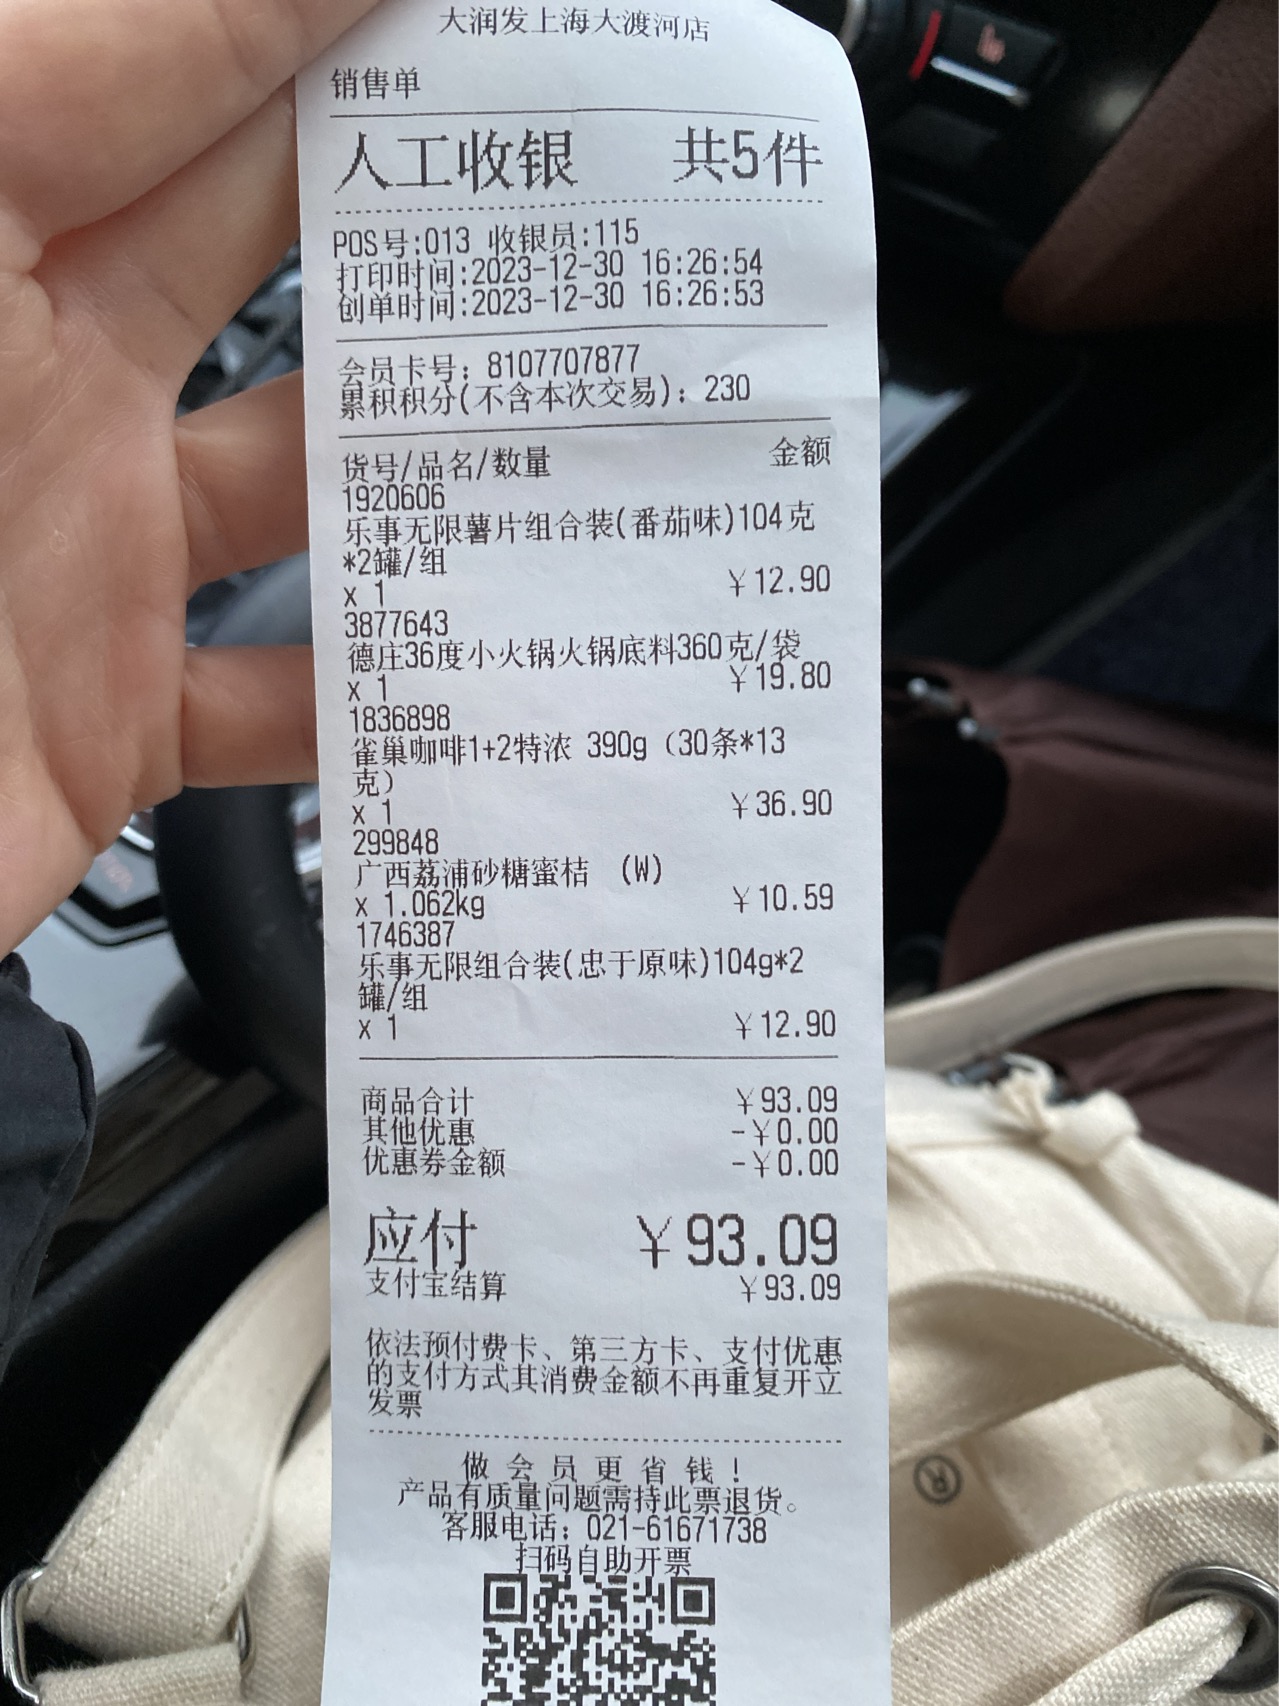 大润发上海大渡河店
销售单
人工收银 共5件
POS号:013 收银员:115
打印时间:2023-12-30 16:26:54
创单时间:2023-12-30 16:26:53
会员卡号：8107707877
累积积分(不含本次交易)：230
货号/品名/数量 金额
1920606
乐事无限薯片组合装(番茄味)104克
*2罐/组
x 1 ￥12.90
3877643
德庄36度小火锅火锅底料360克/袋
x 1 ￥19.80
1836898
雀巢咖啡1+2特浓 390g（30条*13
克）
x 1 ￥36.90
299848
广西荔浦砂糖蜜桔 (W)
x 1.062kg ￥10.59
1746387
乐事无限组合装(忠于原味)104g*2
罐/组
x 1 ￥12.90
商品合计 ￥93.09
其他优惠 -￥0.00
优惠券金额 -￥0.00
应付 ￥93.09
支付宝结算 ￥93.09
依法预付费卡、第三方卡、支付优惠
的支付方式其消费金额不再重复开立
发票
做会员更省钱！
产品有质量问题需持此票退货。
客服电话：021-61671738
扫码自助开票
®